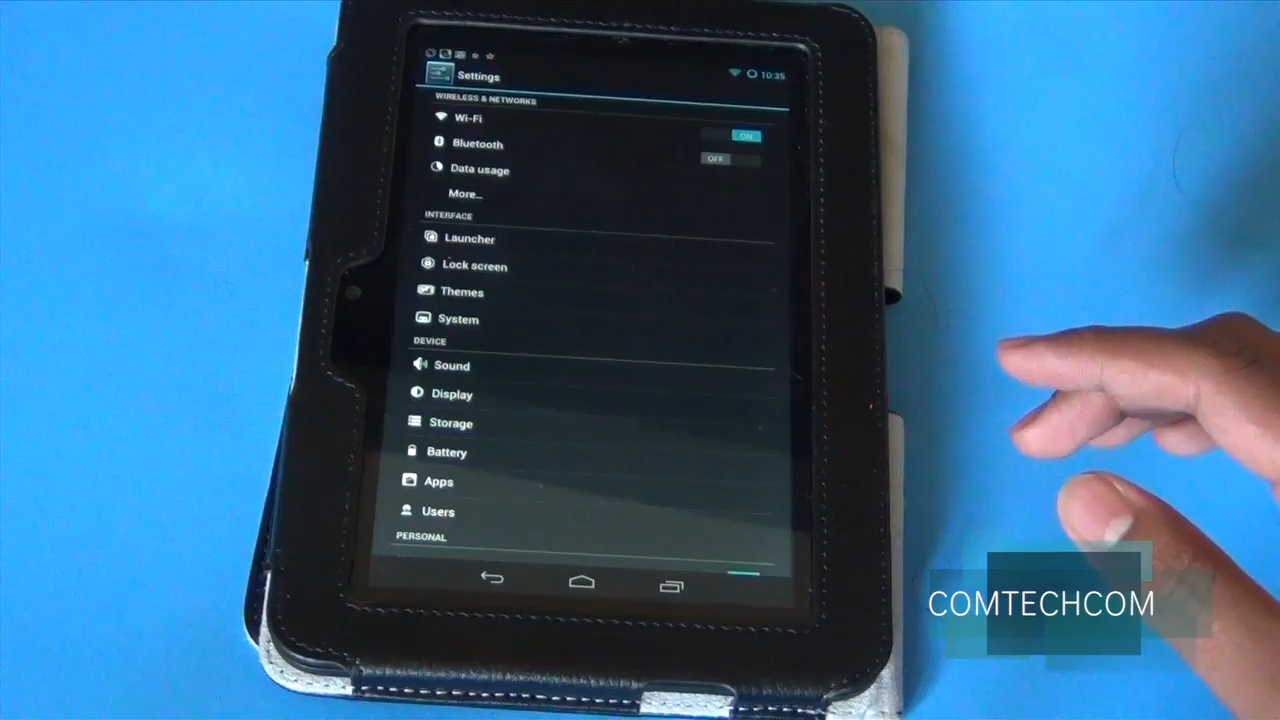 Settings
10:35
WIRELESS & NETWORKS
Wi-Fi
ON
Bluetooth
OFF
Data usage
More...
INTERFACE
Launcher
Lock screen
Themes
System
DEVICE
Sound
Display
Storage
Battery
Apps
Users
PERSONAL
COMTECHCOM